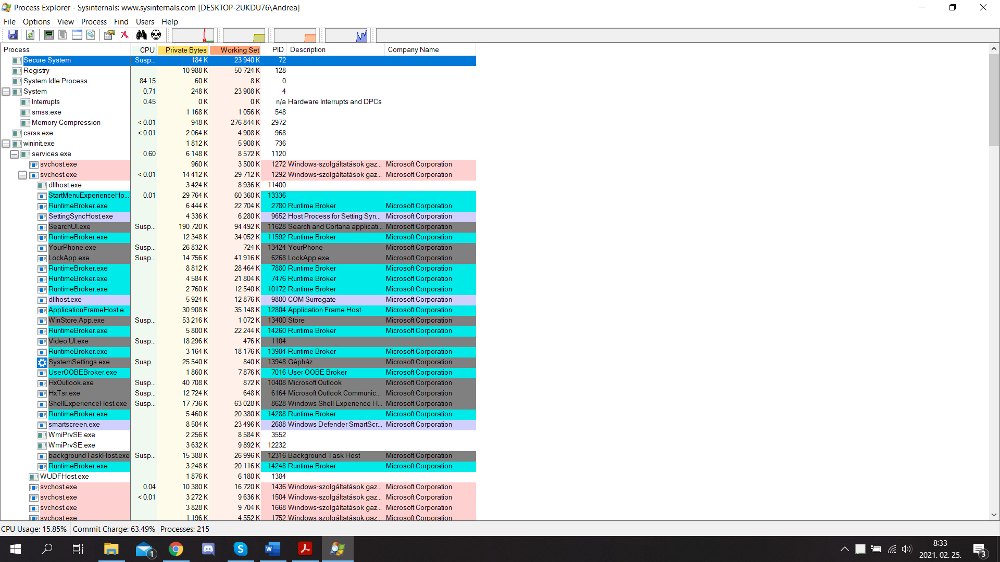 Process Explorer - Sysinternals: www.sysinternals.com [DESKTOP-2UKDU76\Andrea]
File Options View Process Find Users Help
Process CPU Private Bytes Working Set PID Description Company Name
Secure System Susp... 184 K 23 940 K 72
Registry 10 988 K 50 724 K 128
System Idle Process 84.15 60 K 8 K 0
System 0.71 248 K 23 908 K 4
Interrupts 0.45 0 K 0 K n/a Hardware Interrupts and DPCs
smss.exe 1 168 K 1 056 K 548
Memory Compression < 0.01 948 K 276 844 K 2972
csrss.exe < 0.01 2 064 K 4 908 K 968
wininit.exe 1 812 K 5 908 K 736
services.exe 0.60 6 148 K 8 572 K 1120
svchost.exe 960 K 3 500 K 1272 Windows-szolgáltatások gaz... Microsoft Corporation
svchost.exe < 0.01 14 412 K 29 712 K 1292 Windows-szolgáltatások gaz... Microsoft Corporation
dllhost.exe 3 424 K 8 936 K 11400
StartMenuExperienceHo... 0.01 29 764 K 60 360 K 13336
RuntimeBroker.exe 6 444 K 22 704 K 2780 Runtime Broker Microsoft Corporation
SettingSyncHost.exe 4 336 K 6 280 K 9652 Host Process for Setting Syn... Microsoft Corporation
SearchUI.exe Susp... 190 720 K 94 492 K 11628 Search and Cortana applicati... Microsoft Corporation
RuntimeBroker.exe 12 348 K 34 052 K 11592 Runtime Broker Microsoft Corporation
YourPhone.exe Susp... 26 832 K 724 K 13424 YourPhone Microsoft Corporation
LockApp.exe Susp... 14 756 K 41 916 K 6268 LockApp.exe Microsoft Corporation
RuntimeBroker.exe 8 812 K 28 464 K 7880 Runtime Broker Microsoft Corporation
RuntimeBroker.exe 4 584 K 21 804 K 7476 Runtime Broker Microsoft Corporation
RuntimeBroker.exe 2 760 K 12 540 K 10172 Runtime Broker Microsoft Corporation
dllhost.exe 5 924 K 12 876 K 9800 COM Surrogate Microsoft Corporation
ApplicationFrameHost.e... 30 908 K 35 148 K 12804 Application Frame Host Microsoft Corporation
WinStore.App.exe Susp... 53 216 K 1 072 K 13400 Store Microsoft Corporation
RuntimeBroker.exe 5 800 K 22 244 K 14260 Runtime Broker Microsoft Corporation
Video.UI.exe Susp... 18 296 K 476 K 1104
RuntimeBroker.exe 3 164 K 18 176 K 13904 Runtime Broker Microsoft Corporation
SystemSettings.exe Susp... 25 540 K 840 K 13948 Gépház Microsoft Corporation
UserOOBEBroker.exe 1 860 K 7 876 K 7016 User OOBE Broker Microsoft Corporation
HxOutlook.exe Susp... 40 708 K 872 K 10408 Microsoft Outlook Microsoft Corporation
HxTsr.exe Susp... 12 724 K 648 K 6164 Microsoft Outlook Communic... Microsoft Corporation
ShellExperienceHost.exe Susp... 17 736 K 63 028 K 8628 Windows Shell Experience H... Microsoft Corporation
RuntimeBroker.exe 5 460 K 20 380 K 14288 Runtime Broker Microsoft Corporation
smartscreen.exe 8 504 K 23 496 K 2688 Windows Defender SmartScr... Microsoft Corporation
WmiPrvSE.exe 2 256 K 8 584 K 3552
WmiPrvSE.exe 3 632 K 9 892 K 12232
backgroundTaskHost.exe Susp... 15 388 K 26 996 K 12316 Background Task Host Microsoft Corporation
RuntimeBroker.exe 3 248 K 20 116 K 14248 Runtime Broker Microsoft Corporation
WUDFHost.exe 1 876 K 6 180 K 1384
svchost.exe 0.04 10 380 K 16 720 K 1436 Windows-szolgáltatások gaz... Microsoft Corporation
svchost.exe < 0.01 3 272 K 9 636 K 1504 Windows-szolgáltatások gaz... Microsoft Corporation
svchost.exe 3 828 K 9 704 K 1668 Windows-szolgáltatások gaz... Microsoft Corporation
svchost.exe 1 196 K 4 552 K 1752 Windows-szolgáltatások gaz... Microsoft Corporation
CPU Usage: 15.85% Commit Charge: 63.49% Processes: 215
1
8:33
2021. 02. 25.
3